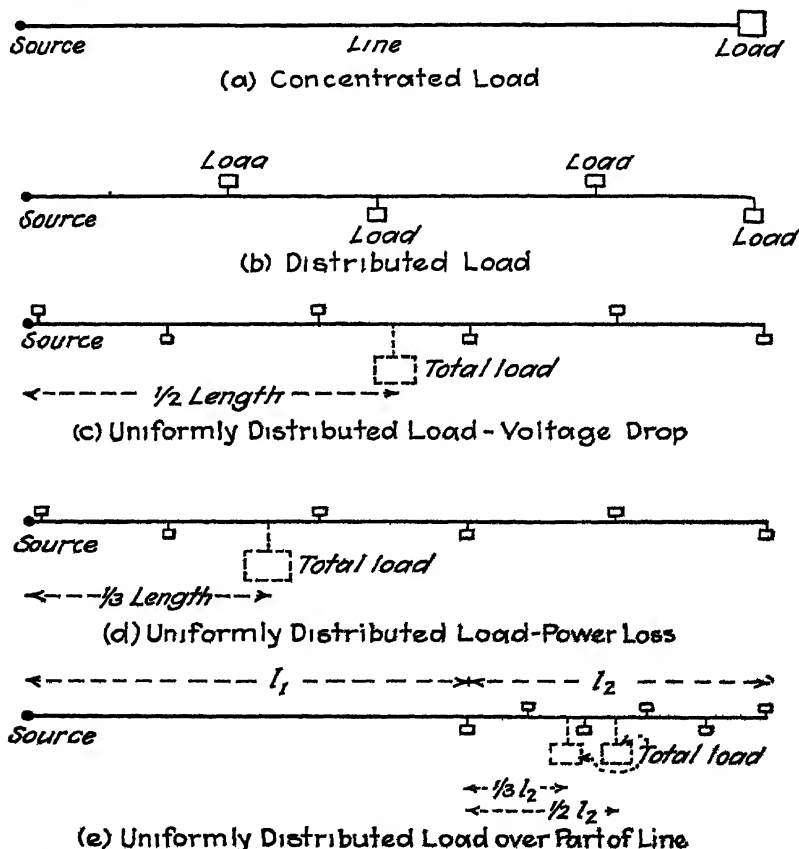 Source Line Load
(a) Concentrated Load
Loaa Load
Source Load Load
(b) Distributed Load
Source
Total load
1/2 Length
(c) Uniformly Distributed Load - Voltage Drop
Source
Total load
1/3 Length
(d) Uniformly Distributed Load-Power Loss
l₁ l₂
Source
Total load
1/3 l₂
1/2 l₂
(e) Uniformly Distributed Load over Part of Line